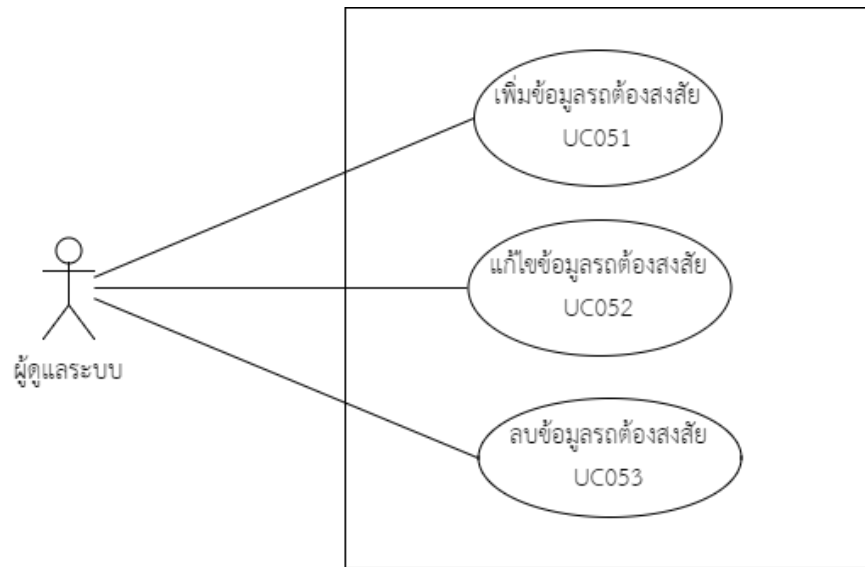 เพิ่มข้อมูลรถต้องสงสัย
UC051
แก้ไขข้อมูลรถต้องสงสัย
UC052
ผู้ดูแลระบบ
ลบข้อมูลรถต้องสงสัย
UC053